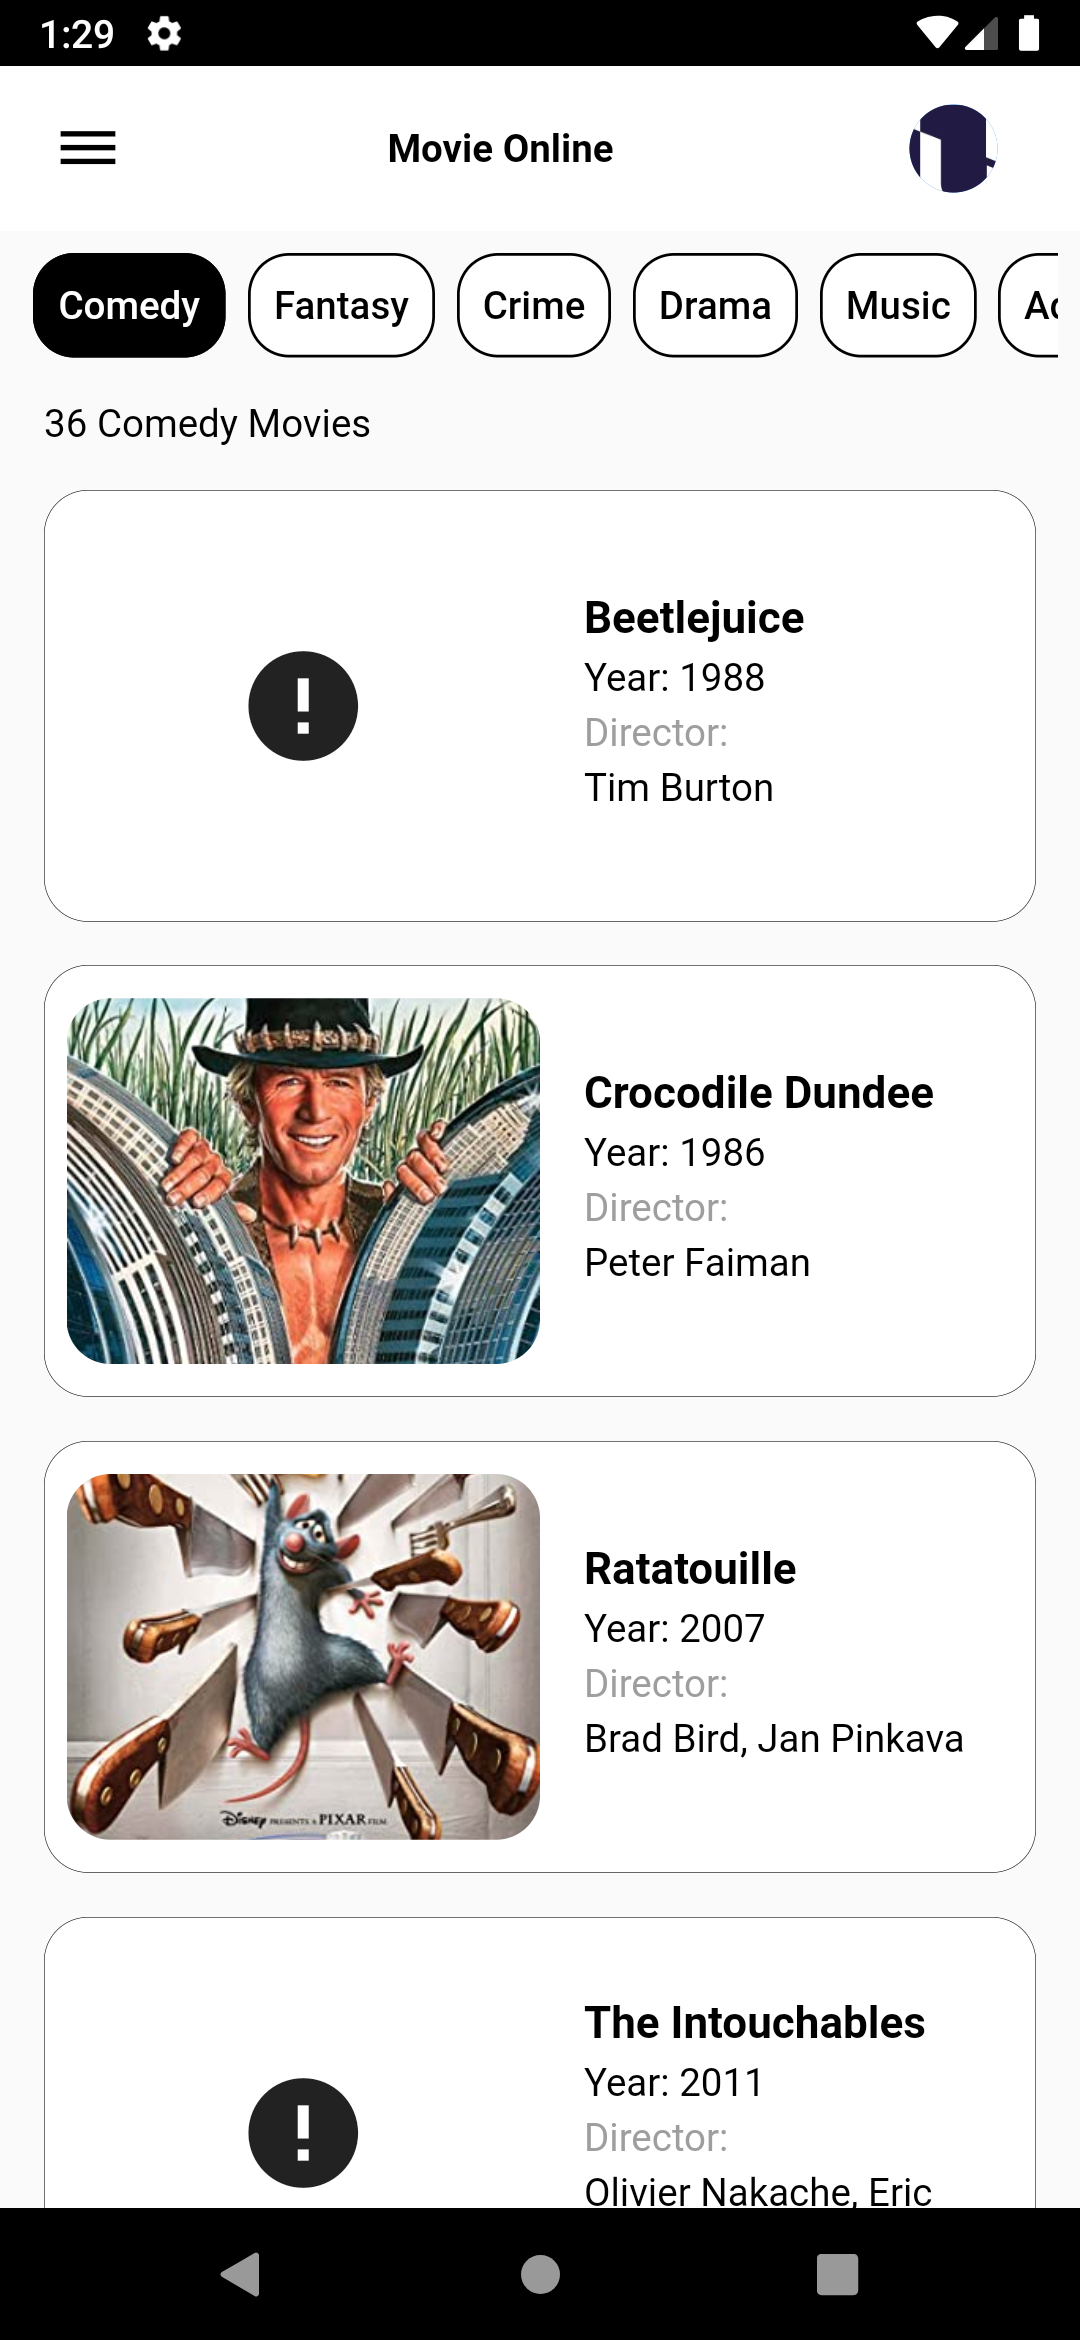 1:29
Movie Online
Comedy
Fantasy
Crime
Drama
Music
Ac
36 Comedy Movies
Beetlejuice
Year: 1988
Director:
Tim Burton
Crocodile Dundee
Year: 1986
Director:
Peter Faiman
Disney PRESENTS A PIXAR FILM
Ratatouille
Year: 2007
Director:
Brad Bird, Jan Pinkava
The Intouchables
Year: 2011
Director:
Olivier Nakache, Eric